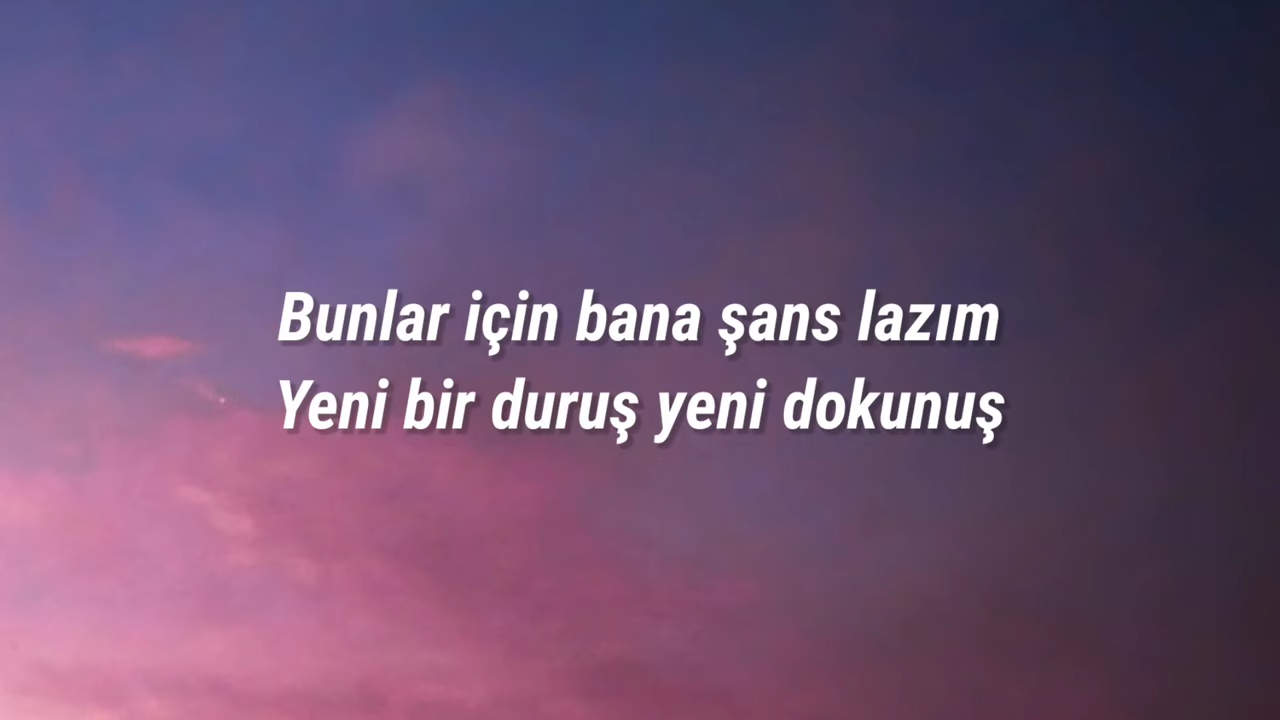 Bunlar için bana şans lazım
Yeni bir duruş yeni dokunuş